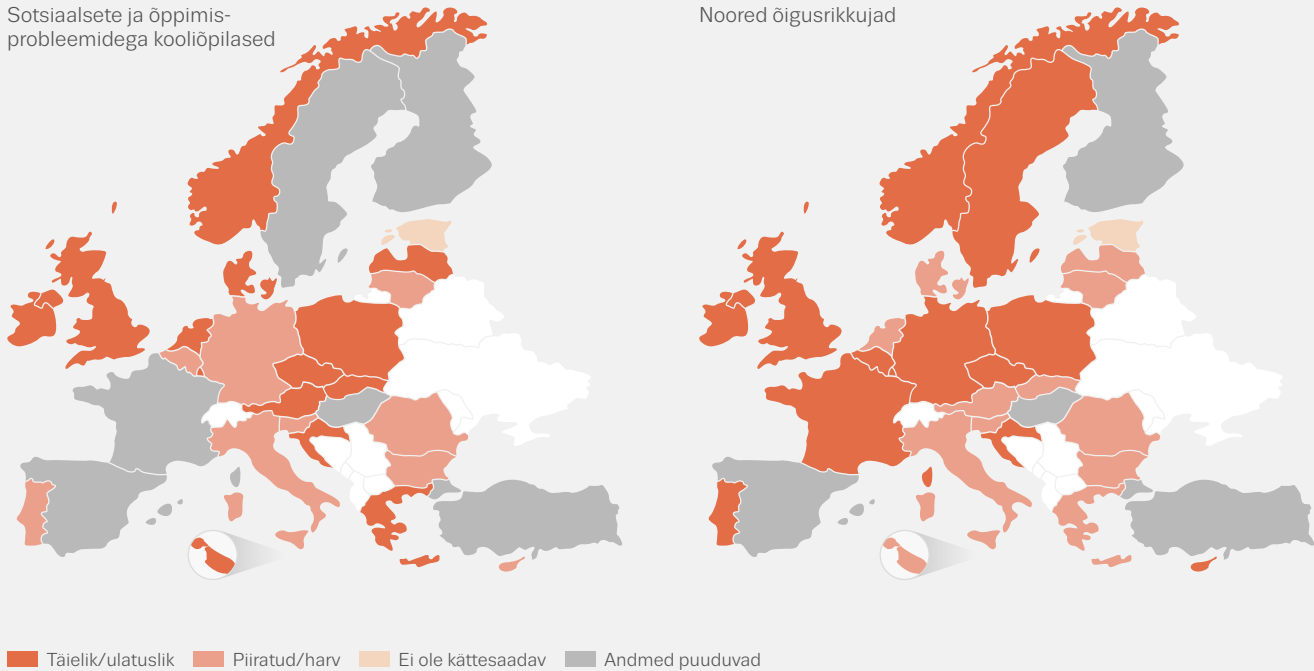 Sotsiaalsete ja õppimis-
probleemidega kooliõpilased
Noored õigusrikkujad
Täielik/ulatuslik
Piiratud/harv
Ei ole kättesaadav
Andmed puuduvad